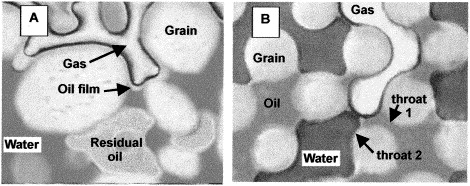 A
Grain
Gas
Oil film
Water
Residual
oil
B
Gas
Grain
Oil
throat
1
Water
throat 2